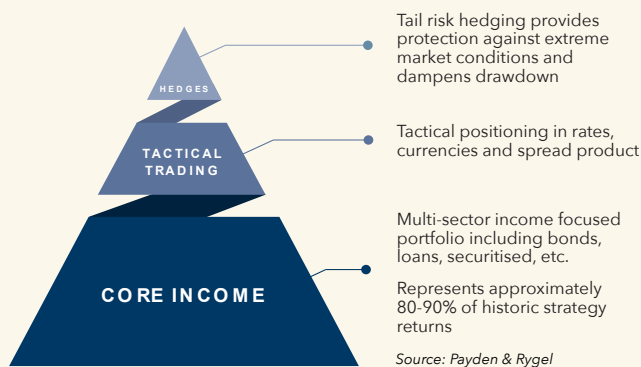 Tail risk hedging provides
protection against extreme
market conditions and
dampens drawdown
HEDGES
TACTICAL
TRADING
Tactical positioning in rates,
currencies and spread product
CORE INCOME
Multi-sector income focused
portfolio including bonds,
loans, securitised, etc.
Represents approximately
80-90% of historic strategy
returns
Source: Payden & Rygel